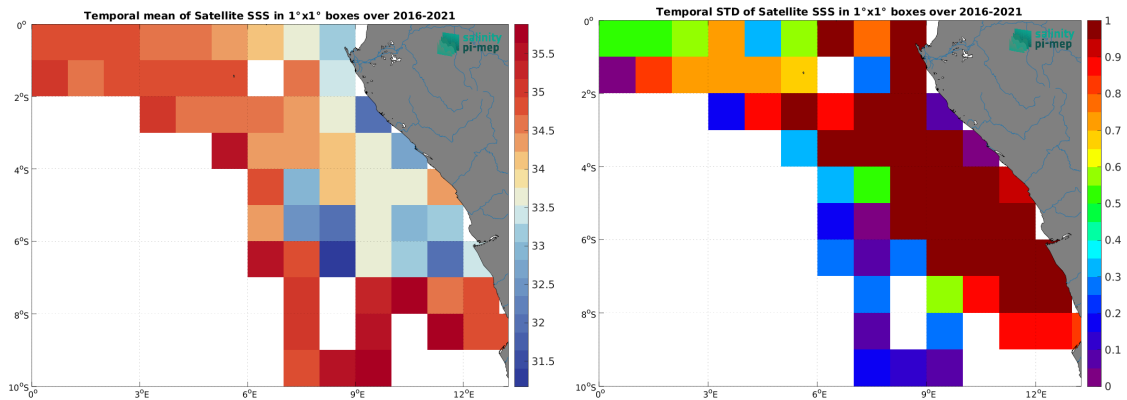 Temporal mean of Satellite SSS in 1°x1° boxes over 2016-2021
0°
2°S
4°S
6°S
8°S
10°S
0°
3°E
6°E
9°E
12°E
salinity
pi-mep
35.5
35
34.5
34
33.5
33
32.5
32
31.5
Temporal STD of Satellite SSS in 1°x1° boxes over 2016-2021
0°
2°S
4°S
6°S
8°S
10°S
0°
3°E
6°E
9°E
12°E
salinity
pi-mep
1
0.9
0.8
0.7
0.6
0.5
0.4
0.3
0.2
0.1
0